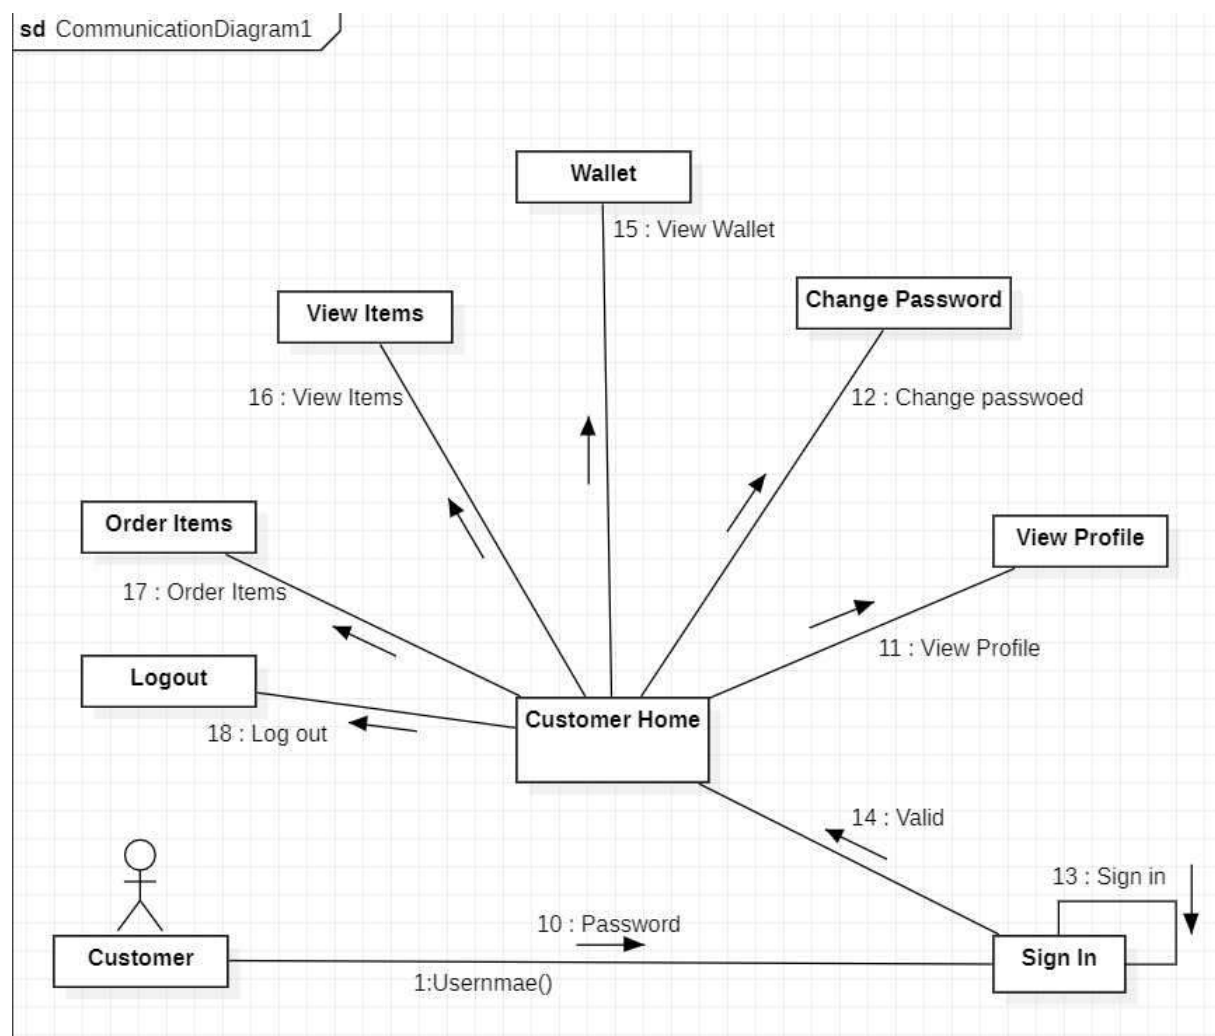 sd CommunicationDiagram1
Wallet
15 : View Wallet
View Items
Change Password
16 : View Items
12 : Change passwoed
Order Items
View Profile
17 : Order Items
11 : View Profile
Logout
Customer Home
18 : Log out
14 : Valid
13 : Sign in
10 : Password
Customer
Sign In
1:Usernmae()